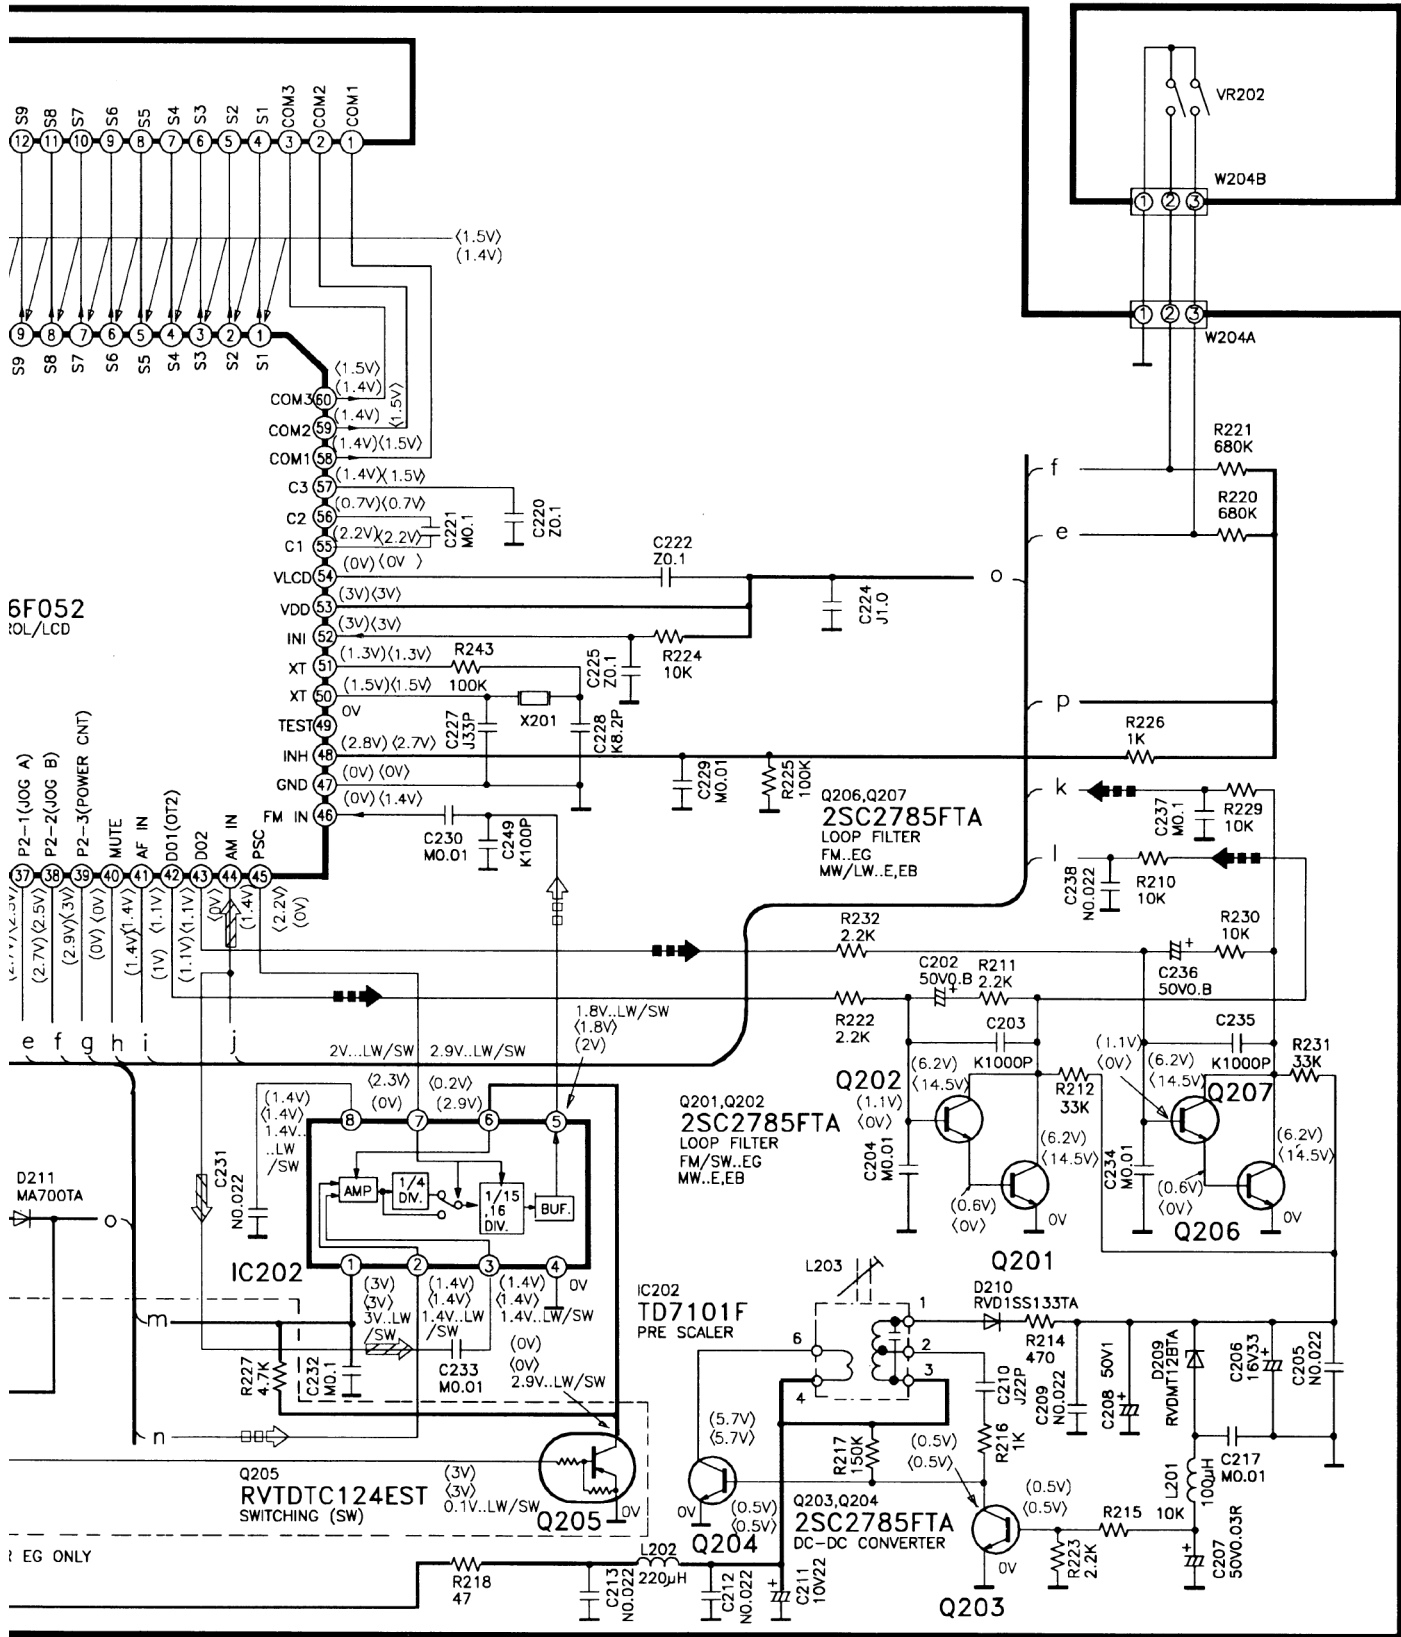 S9 S8 S7 S6 S5 S4 S3 S2 S1 COM3 COM2 COM1
12 11 10 9 8 7 6 5 4 3 2 1
VR202
W204B
1 2 3
⟨1.5V⟩
(1.4V)
1 2 3
W204A
9 8 7 6 5 4 3 2 1
S9 S8 S7 S6 S5 S4 S3 S2 S1
⟨1.5V⟩
COM3 60 (1.4V)
⟨1.5V⟩
COM2 59 (1.4V)
COM1 58 (1.4V)⟨1.5V⟩
C3 57 (1.4V)⟨1.5V⟩
C2 56 (0.7V)⟨0.7V⟩
C1 55 (2.2V)⟨2.2V⟩
VLCD 54 (0V)⟨0V⟩
VDD 53 (3V)⟨3V⟩
INI 52 (3V)⟨3V⟩
XT 51 (1.3V)⟨1.3V⟩
XT 50 (1.5V)⟨1.5V⟩
TEST 49 0V
INH 48 (2.8V)⟨2.7V⟩
GND 47 (0V)⟨0V⟩
FM IN 46 (0V)⟨1.4V⟩
C221
M0.1
C220
Z0.1
C222
Z0.1
C224
J1.0
6F052
ROL/LCD
R243
100K
C225
Z0.1
R224
10K
C227
J33P
X201
C228
K8.2P
C229
M0.01
R225
100K
C230
M0.01
C249
K100P
R221
680K
f
R220
680K
e
o
p
R226
1K
k
C237
M0.1
R229
10K
l
C238
N0.022
R210
10K
Q206,Q207
2SC2785FTA
LOOP FILTER
FM..EG
MW/LW..E,EB
P2-1(JOG A)
P2-2(JOG B)
P2-3(POWER CNT)
MUTE
AF IN
D01(OT2)
D02
AM IN
PSC
37 38 39 40 41 42 43 44 45
(2.7V)⟨2.5V⟩
(2.7V)⟨2.5V⟩
(2.9V)⟨3V⟩
(0V)⟨0V⟩
(1.4V)⟨1.4V⟩
(1V)⟨1.1V⟩
(1.1V)⟨1.1V⟩
⟨0V⟩
(1.4V)
⟨2.2V⟩
(0V)
R232
2.2K
C236
50V0.B
R230
10K
C202
50V0.B
R211
2.2K
R222
2.2K
C203
K1000P
C235
K1000P
R231
33K
e f g h i j
1.8V..LW/SW
⟨1.8V⟩
(2V)
2V..LW/SW 2.9V..LW/SW
⟨2.3V⟩
(0V)
⟨0.2V⟩
(2.9V)
(1.4V)
⟨1.4V⟩
1.4V..
..LW
/SW
8 7 6 5
AMP
1/4
DIV.
1/15
,16
DIV.
BUF.
1 2 3 4
IC202
C231
N0.022
Q201,Q202
2SC2785FTA
LOOP FILTER
FM/SW..EG
MW..E,EB
Q202
(1.1V)
⟨0V⟩
(6.2V)
⟨14.5V⟩
R212
33K
C204
M0.01
(6.2V)
⟨14.5V⟩
(0.6V)
⟨0V⟩
0V
Q201
(1.1V)
⟨0V⟩
(6.2V)
⟨14.5V⟩
Q207
C234
M0.01
(6.2V)
⟨14.5V⟩
(0.6V)
⟨0V⟩
0V
Q206
D211
MA700TA
o
m
n
(3V)
⟨3V⟩
3V..LW
/SW
(1.4V)
⟨1.4V⟩
1.4V..LW
/SW
(1.4V)
⟨1.4V⟩
1.4V..LW/SW
0V
(0V)
⟨0V⟩
2.9V..LW/SW
R227
4.7K
C232
M0.1
C233
M0.01
IC202
TD7101F
PRE SCALER
L203
6
4
1
2
3
D210
RVD1SS133TA
R214
470
C210
J22P
C209
N0.022
C208 50V1
D209
RVDMT12BTA
C206
16V33
C205
N0.022
C217
M0.01
L201
100μH
Q205
RVTDTC124EST
SWITCHING (SW)
(3V)
⟨3V⟩
0.1V..LW/SW
0V
Q205
(5.7V)
⟨5.7V⟩
0V
Q204
(0.5V)
⟨0.5V⟩
R217
150K
R216
1K
(0.5V)
⟨0.5V⟩
(0.5V)
⟨0.5V⟩
Q203,Q204
2SC2785FTA
DC-DC CONVERTER
0V
Q203
R215
10K
R223
2.2K
C207
50V0.03R
R EG ONLY
R218
47
C213
N0.022
L202
220μH
C212
N0.022
C211
10V22